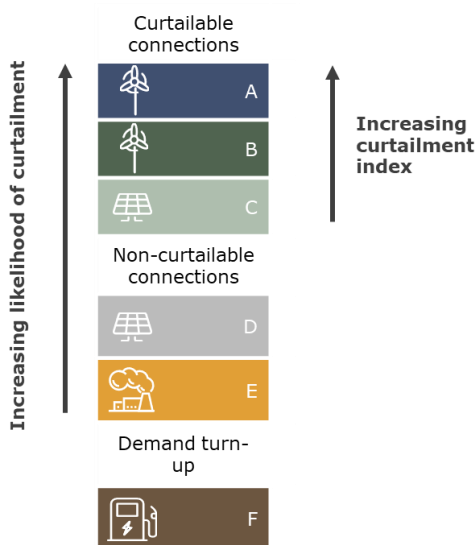 Curtailable
connections
Increasing likelihood of curtailment
A
B
C
Increasing
curtailment
index
Non-curtailable
connections
D
E
Demand turn-
up
F